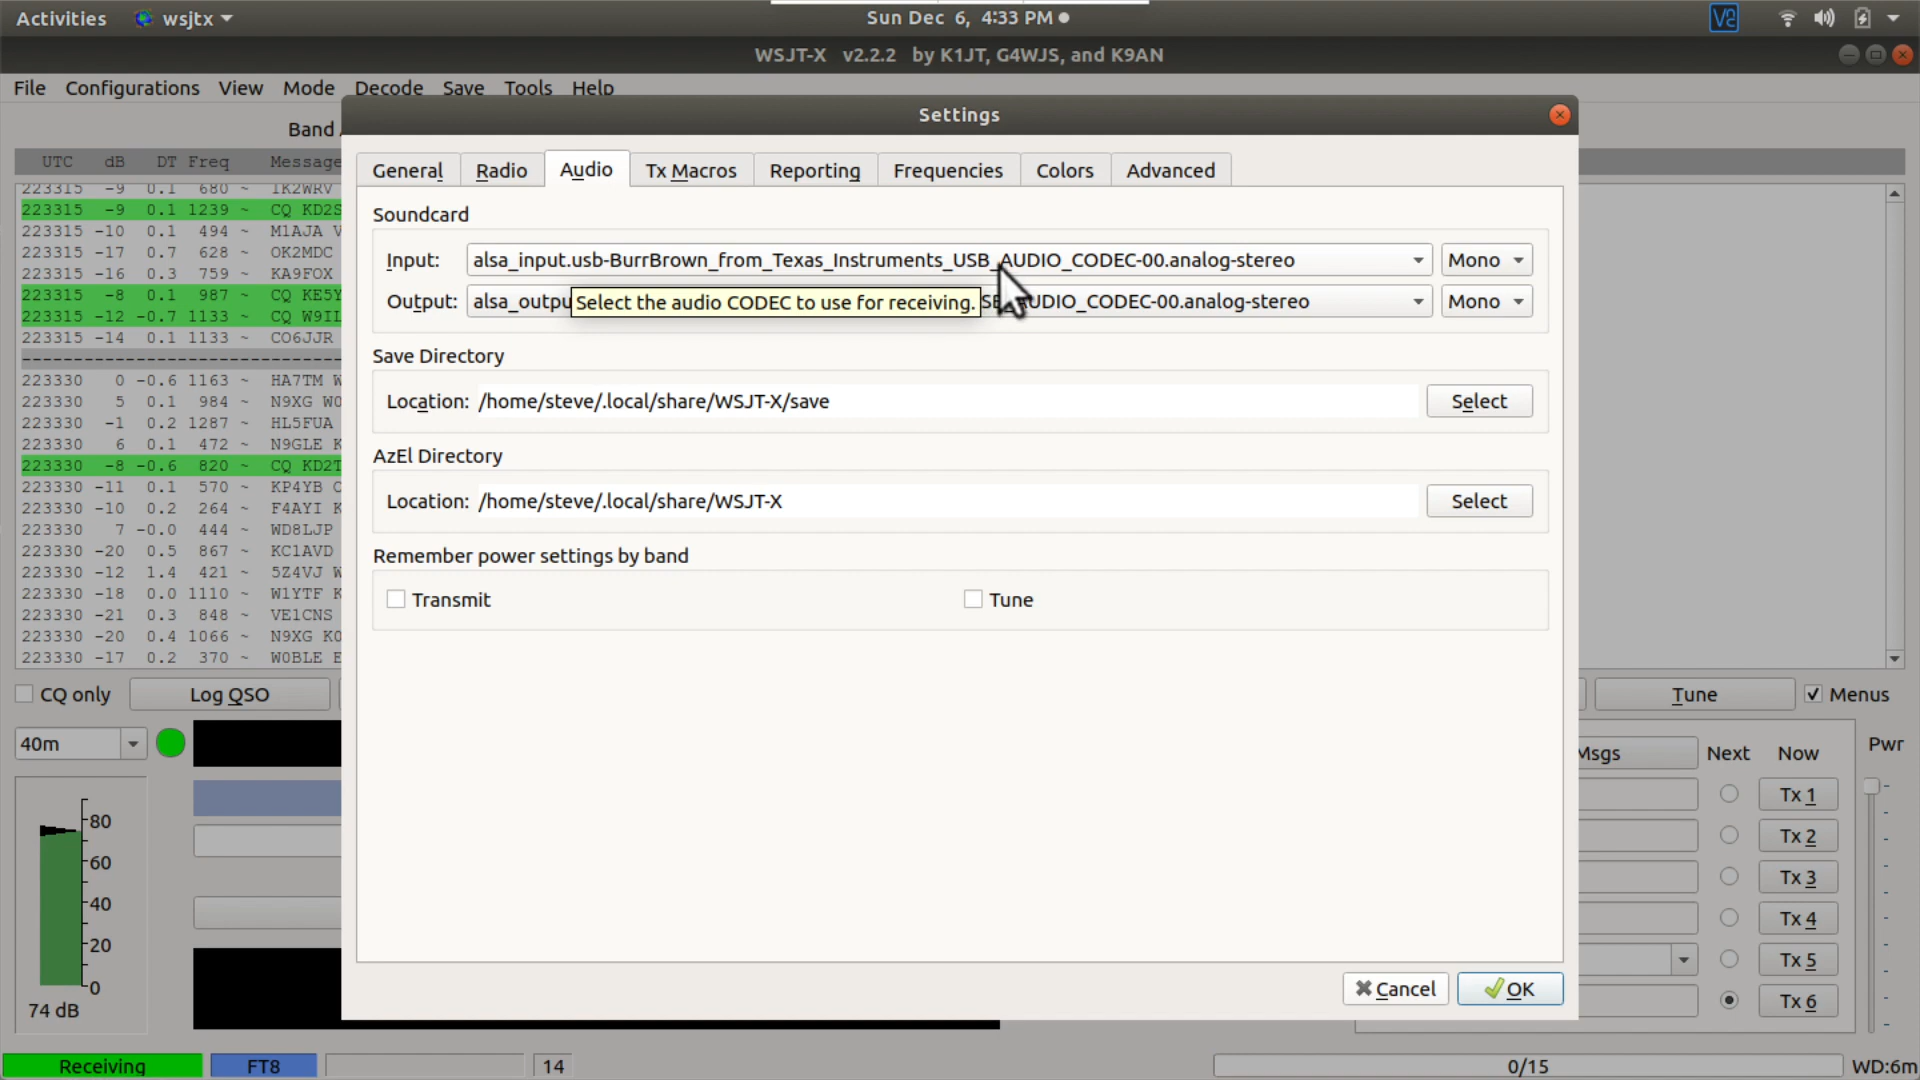 Activities wsjtx Sun Dec 6, 4:33 PM
WSJT-X v2.2.2 by K1JT, G4WJS, and K9AN
File Configurations View Mode Decode Save Tools Help
Settings
Band
UTC dB DT Freq Message
General Radio Audio Tx Macros Reporting Frequencies Colors Advanced
223315 -9 0.1 680 ~ IK2WRV
223315 -9 0.1 1239 ~ CQ KD2S
223315 -10 0.1 494 ~ M1AJA V
223315 -17 0.7 628 ~ OK2MDC
223315 -16 0.3 759 ~ KA9FOX
223315 -8 0.1 987 ~ CQ KE5Y
223315 -12 -0.7 1133 ~ CQ W9IL
223315 -14 0.1 1133 ~ CO6JJR
223330 0 -0.6 1163 ~ HA7TM W
223330 5 0.1 984 ~ N9XG W0
223330 -1 0.2 1287 ~ HL5FUA
223330 6 0.1 472 ~ N9GLE K
223330 -8 -0.6 820 ~ CQ KD2T
223330 -11 0.1 570 ~ KP4YB
223330 -10 0.2 264 ~ F4AYI K
223330 7 -0.0 444 ~ WD8LJP
223330 -20 0.5 867 ~ KC1AVD
223330 -12 1.4 421 ~ 5Z4VJ W
223330 -18 0.0 1110 ~ W1YTF K
223330 -21 0.3 848 ~ VE1CNS
223330 -20 0.4 1066 ~ N9XG K0
223330 -17 0.2 370 ~ W0BLE E
Soundcard
Input: alsa_input.usb-BurrBrown_from_Texas_Instruments_USB_AUDIO_CODEC-00.analog-stereo Mono
Output: alsa_outpu Select the audio CODEC to use for receiving. AUDIO_CODEC-00.analog-stereo Mono
Save Directory
Location: /home/steve/.local/share/WSJT-X/save Select
AzEl Directory
Location: /home/steve/.local/share/WSJT-X Select
Remember power settings by band
Transmit Tune
Cancel OK
CQ only Log QSO Tune Menus
40m
80
60
40
20
0
74 dB
Msgs Next Now Pwr
Tx 1
Tx 2
Tx 3
Tx 4
Tx 5
Tx 6
Receiving FT8 14 0/15 WD:6m